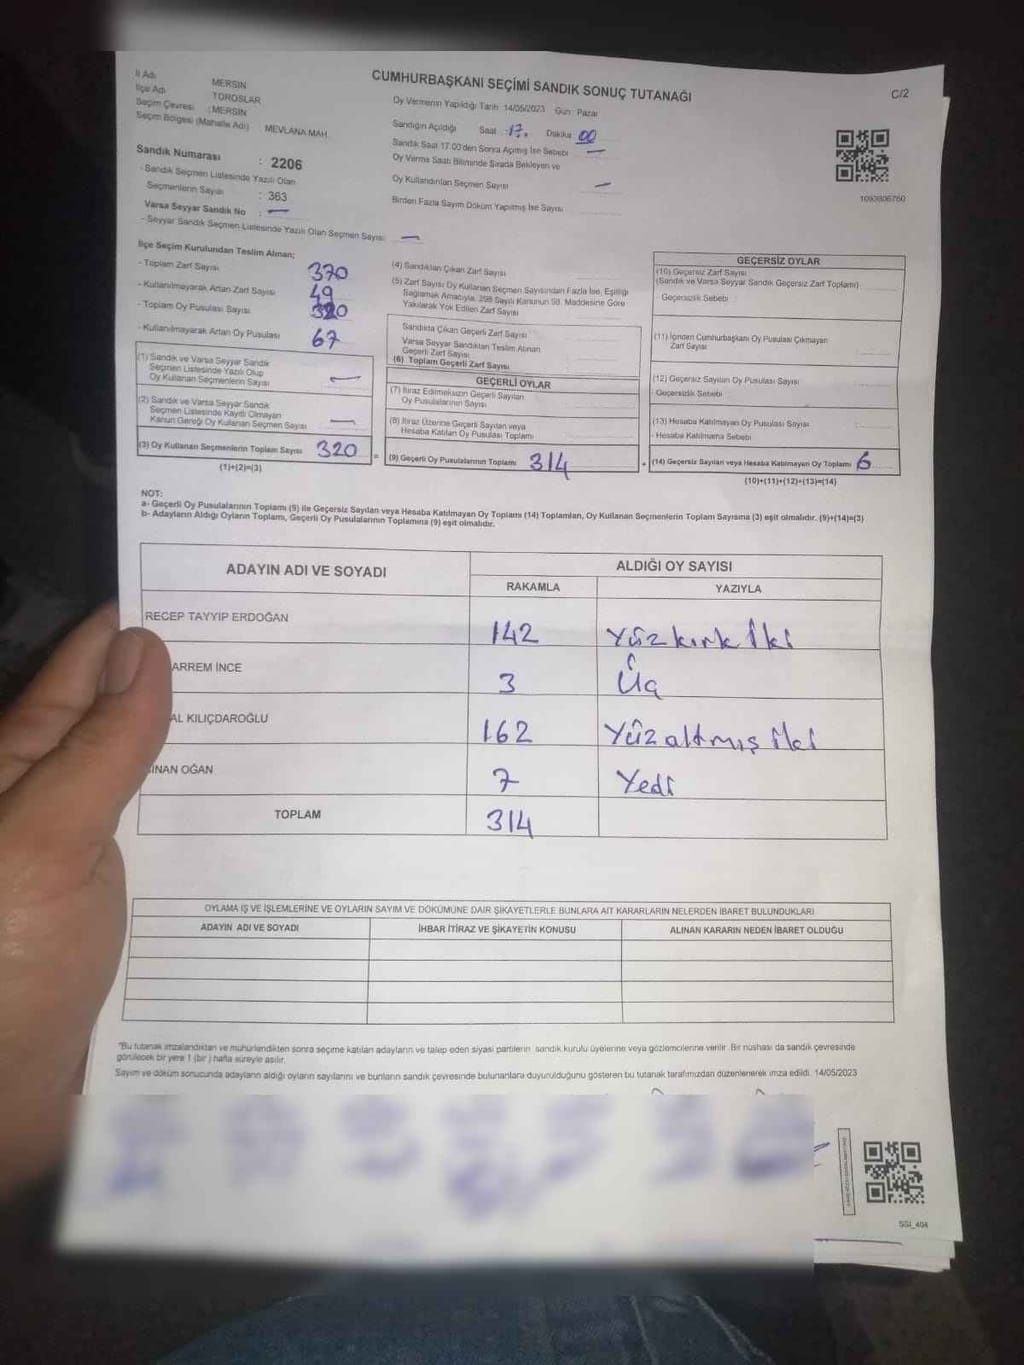 CUMHURBAŞKANI SEÇİMİ SANDIK SONUÇ TUTANAĞI
C/2
İl Adı MERSİN
İlçe Adı TOROSLAR
Seçim Çevresi : MERSİN
Seçim Bölgesi (Mahalle Adı) MEVLANA MAH.
Oy Vermenin Yapıldığı Tarih 14/05/2023 Gün : Pazar
Sandığın Açıldığı Saat : 17. Dakika 00
Sandık Saat 17.00'den Sonra Açılmış İse Sebebi —
Oy Verme Saati Bitiminde Sırada Bekleyen ve
Oy Kullandırılan Seçmen Sayısı —
Birden Fazla Sayım Döküm Yapılmış İse Sayısı
Sandık Numarası : 2206
- Sandık Seçmen Listesinde Yazılı Olan
Seçmenlerin Sayısı : 363
Varsa Seyyar Sandık No : —
- Seyyar Sandık Seçmen Listesinde Yazılı Olan Seçmen Sayısı —
İlçe Seçim Kurulundan Teslim Alınan;
- Toplam Zarf Sayısı 370
- Kullanılmayarak Artan Zarf Sayısı 49
- Toplam Oy Pusulası Sayısı
- Kullanılmayarak Artan Oy Pusulası 67
(1) Sandık ve Varsa Seyyar Sandık
Seçmen Listesinde Yazılı Olup
Oy Kullanan Seçmenlerin Sayısı —
(2) Sandık ve Varsa Seyyar Sandık
Seçmen Listesinde Kayıtlı Olmayan
Kanun Gereği Oy Kullanan Seçmen Sayısı —
(3) Oy Kullanan Seçmenlerin Toplam Sayısı 320
(1)+(2)=(3)
(4) Sandıktan Çıkan Zarf Sayısı
(5) Zarf Sayısı Oy Kullanan Seçmen Sayısından Fazla İse, Eşitliği
Sağlamak Amacıyla, 298 Sayılı Kanunun 98. Maddesine Göre
Yakılarak Yok Edilen Zarf Sayısı
Sandıkta Çıkan Geçerli Zarf Sayısı
Varsa Seyyar Sandıktan Teslim Alınan
Geçerli Zarf Sayısı
(6) Toplam Geçerli Zarf Sayısı
GEÇERLİ OYLAR
(7) İtiraz Edilmeksizin Geçerli Sayılan
Oy Pusulalarının Sayısı
(8) İtiraz Üzerine Geçerli Sayılan veya
Hesaba Katılan Oy Pusulası Toplamı
= (9) Geçerli Oy Pusulalarının Toplamı 314
1093806760
GEÇERSİZ OYLAR
(10) Geçersiz Zarf Sayısı
(Sandık ve Varsa Seyyar Sandık Geçersiz Zarf Toplamı)
- Geçersizlik Sebebi
(11) İçinden Cumhurbaşkanı Oy Pusulası Çıkmayan
Zarf Sayısı
(12) Geçersiz Sayılan Oy Pusulası Sayısı
- Geçersizlik Sebebi
(13) Hesaba Katılmayan Oy Pusulası Sayısı
- Hesaba Katılmama Sebebi
+ (14) Geçersiz Sayılan veya Hesaba Katılmayan Oy Toplamı 6
(10)+(11)+(12)+(13)=(14)
NOT:
a- Geçerli Oy Pusulalarının Toplamı (9) ile Geçersiz Sayılan veya Hesaba Katılmayan Oy Toplamı (14) Toplamları, Oy Kullanan Seçmenlerin Toplam Sayısına (3) eşit olmalıdır. (9)+(14)=(3)
b- Adayların Aldığı Oyların Toplamı, Geçerli Oy Pusulalarının Toplamına (9) eşit olmalıdır.
ADAYIN ADI VE SOYADI ALDIĞI OY SAYISI
RAKAMLA YAZIYLA
RECEP TAYYİP ERDOĞAN 142 Yüz kırk İki
ARREM İNCE 3 Üç
AL KILIÇDAROĞLU 162 Yüz altmış iki
İNAN OĞAN 7 Yedi
TOPLAM 314
OYLAMA İŞ VE İŞLEMLERİNE VE OYLARIN SAYIM VE DÖKÜMÜNE DAİR ŞİKAYETLERLE BUNLARA AİT KARARLARIN NELERDEN İBARET BULUNDUKLARI
ADAYIN ADI VE SOYADI İHBAR İTİRAZ VE ŞİKAYETİN KONUSU ALINAN KARARIN NEDEN İBARET OLDUĞU
*Bu tutanak imzalandıktan ve mühürlendikten sonra seçime katılan adayların ve talep eden siyasi partilerin sandık kurulu üyelerine veya gözlemcilerine verilir. Bir nüshası da sandık çevresinde
görülecek bir yere 1 (bir) hafta süreyle asılır.
Sayım ve döküm sonucunda adayların aldığı oyların sayılarını ve bunların sandık çevresinde bulunanlara duyurulduğunu gösteren bu tutanak tarafımızdan düzenlenerek imza edildi. 14/05/2023
SSI_404